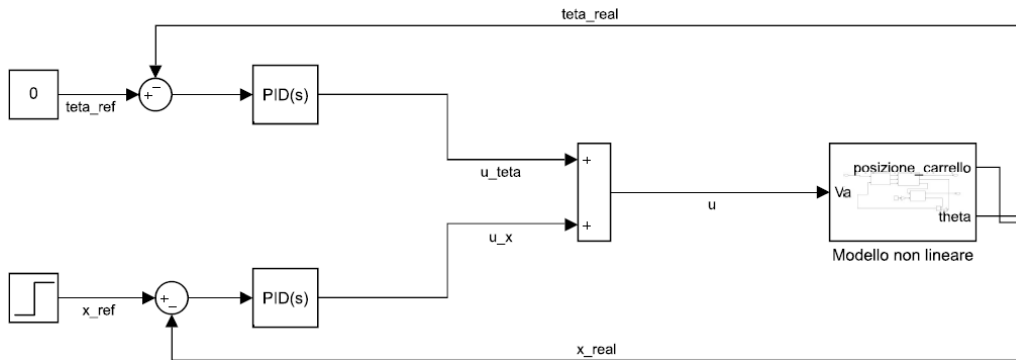 teta_real
0
teta_ref
+
−
PID(s)
u_teta
+
+
u
posizione_carrello
Va
theta
Modello non lineare
u_x
x_ref
+
−
PID(s)
x_real